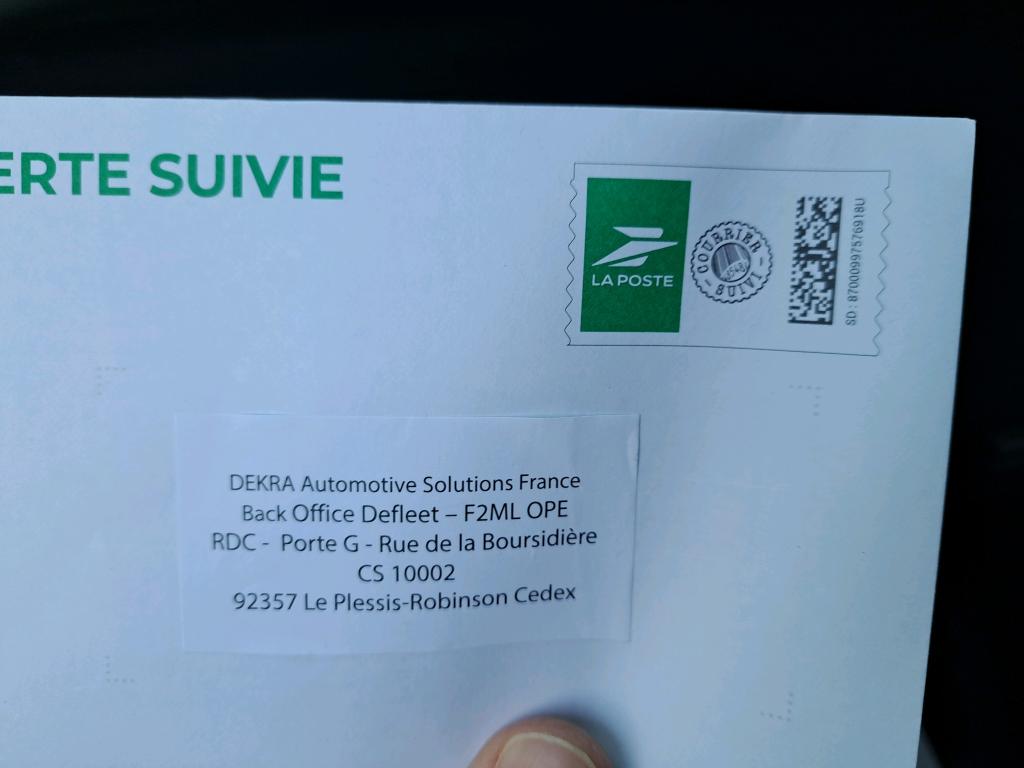 ERTE SUIVIE
LA POSTE
COURRIER
SUIVI
SD : 87000997576918U
DEKRA Automotive Solutions France
Back Office Defleet – F2ML OPE
RDC - Porte G - Rue de la Boursidière
CS 10002
92357 Le Plessis-Robinson Cedex